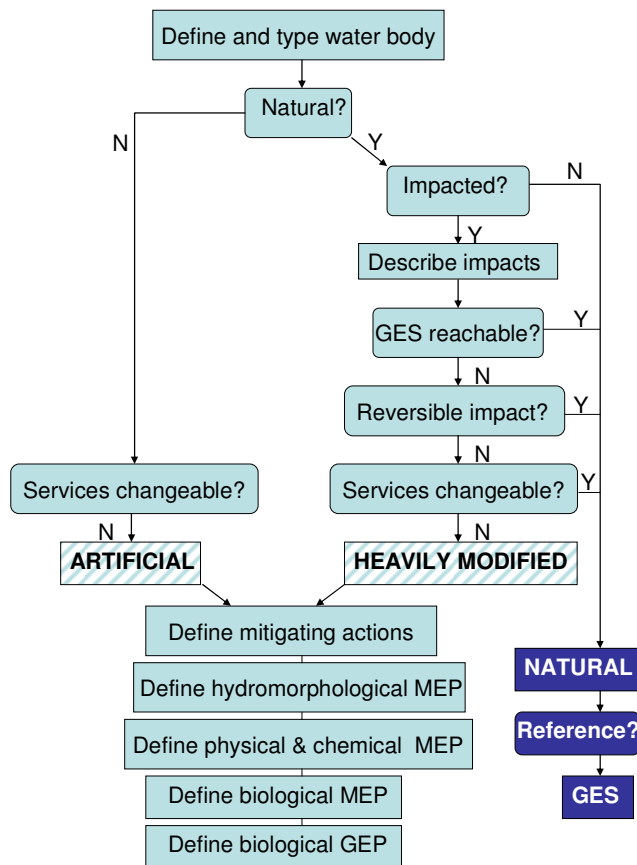 Define and type water body
Natural?
N
Y
Impacted?
N
Y
Describe impacts
GES reachable?
Y
N
Reversible impact?
Y
N
Services changeable?
Services changeable?
Y
N
N
ARTIFICIAL
HEAVILY MODIFIED
Define mitigating actions
Define hydromorphological MEP
NATURAL
Define physical & chemical MEP
Reference?
Define biological MEP
GES
Define biological GEP